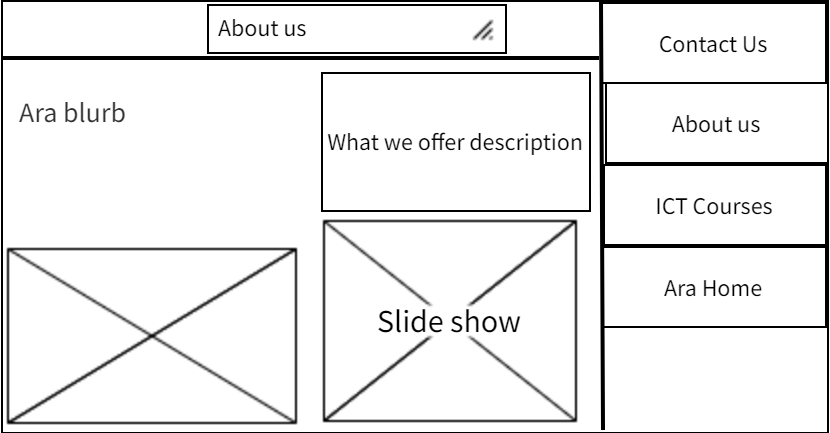 About us
Ara blurb
What we offer description
Slide show
Contact Us
About us
ICT Courses
Ara Home